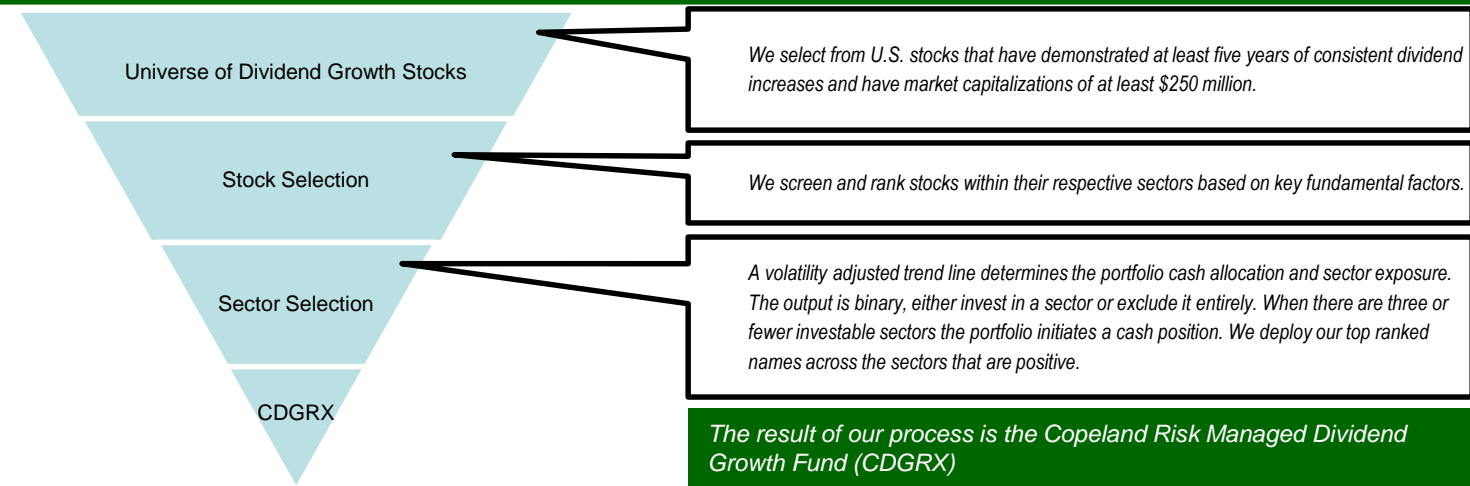 Universe of Dividend Growth Stocks
We select from U.S. stocks that have demonstrated at least five years of consistent dividend
increases and have market capitalizations of at least $250 million.
Stock Selection
We screen and rank stocks within their respective sectors based on key fundamental factors.
Sector Selection
A volatility adjusted trend line determines the portfolio cash allocation and sector exposure.
The output is binary, either invest in a sector or exclude it entirely. When there are three or
fewer investable sectors the portfolio initiates a cash position. We deploy our top ranked
names across the sectors that are positive.
CDGRX
The result of our process is the Copeland Risk Managed Dividend
Growth Fund (CDGRX)